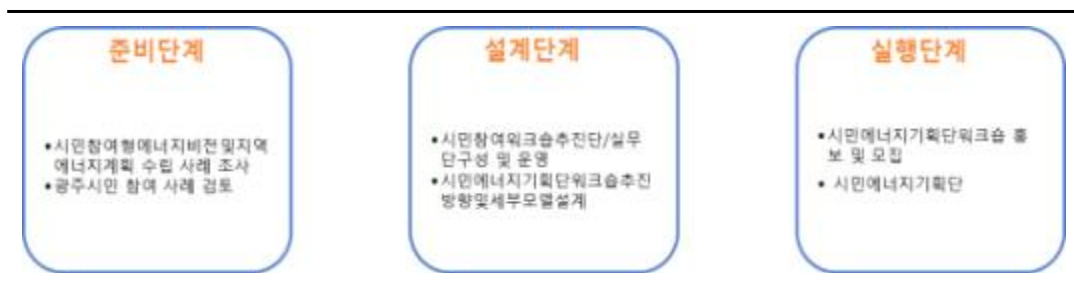 준비단계
•시민참여형에너지비전및지역
에너지계획 수립 사례 조사
•광주시민 참여 사례 검토
설계단계
•시민참여워크숍추진단/실무
단구성 및 운영
•시민에너지기획단워크숍추진
방향및세부모델설계
실행단계
•시민에너지기획단워크숍 홍
보 및 모집
• 시민에너지기획단